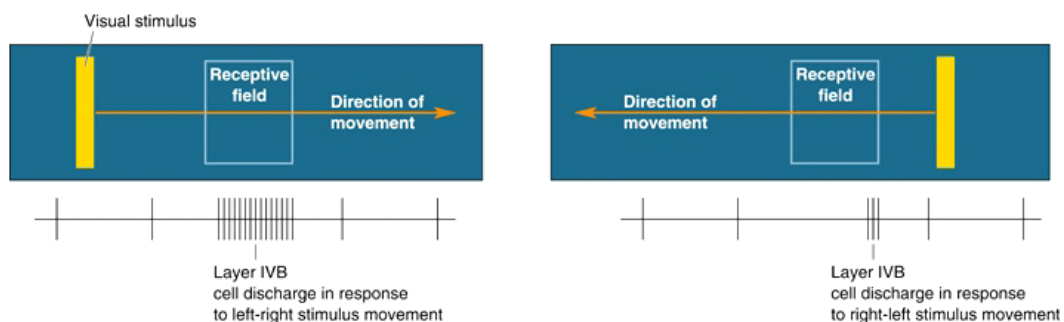 Visual stimulus
Receptive
field
Direction of
movement
Layer IVB
cell discharge in response
to left-right stimulus movement
Receptive
field
Direction of
movement
Layer IVB
cell discharge in response
to right-left stimulus movement